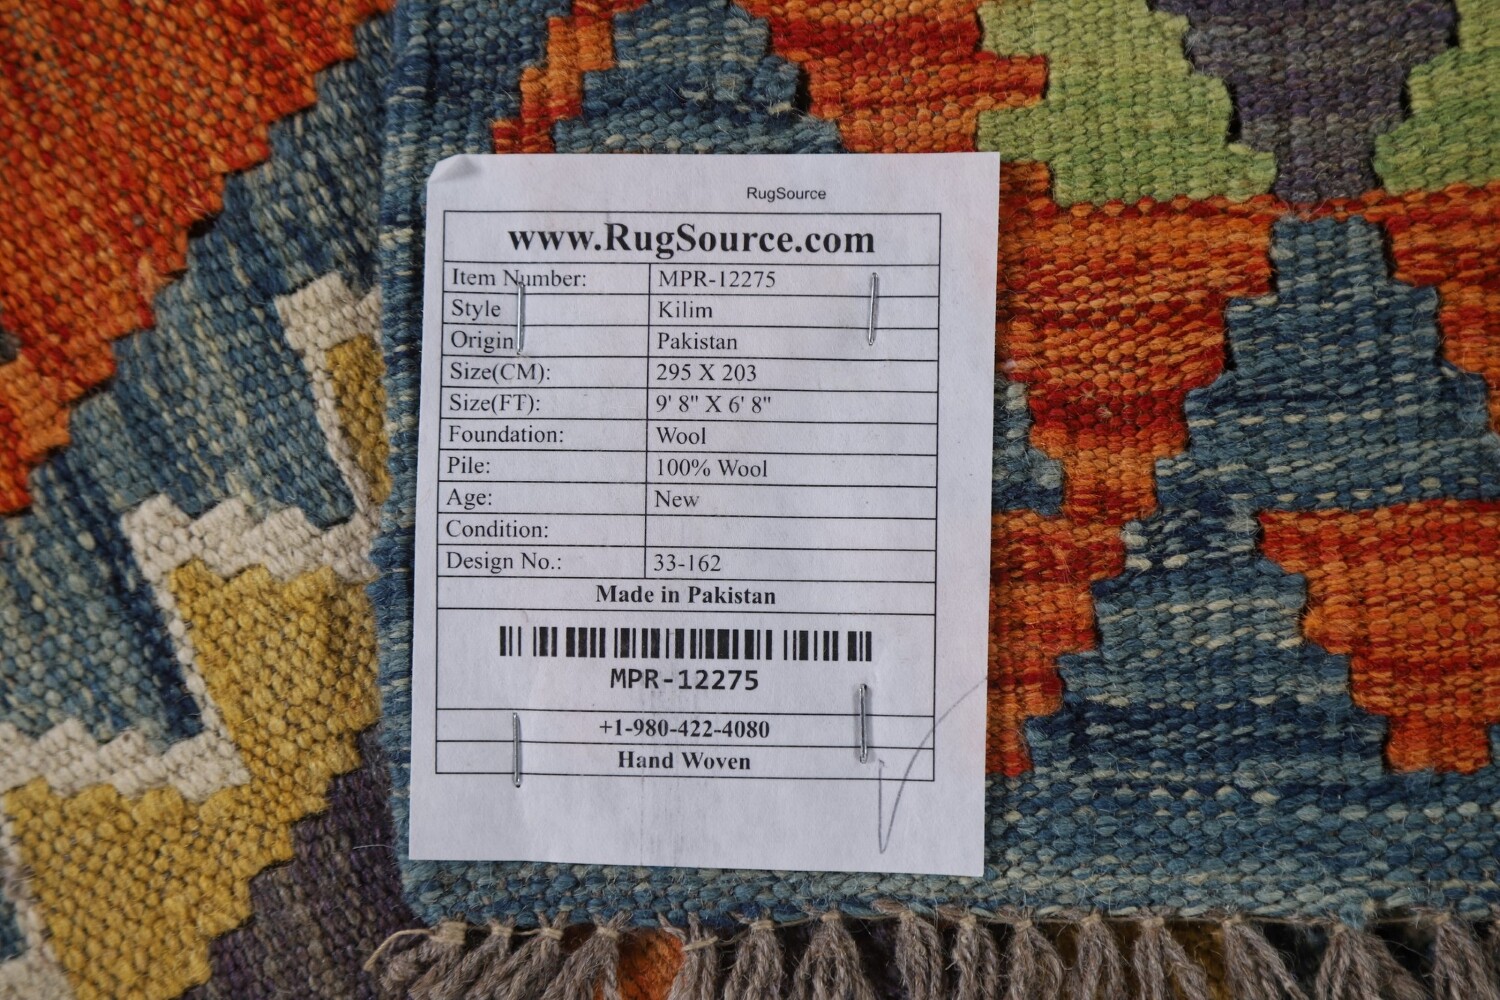 RugSource
www.RugSource.com
Item Number: MPR-12275
Style Kilim
Origin Pakistan
Size(CM): 295 X 203
Size(FT): 9' 8" X 6' 8"
Foundation: Wool
Pile: 100% Wool
Age: New
Condition:
Design No.: 33-162
Made in Pakistan
MPR-12275
+1-980-422-4080
Hand Woven